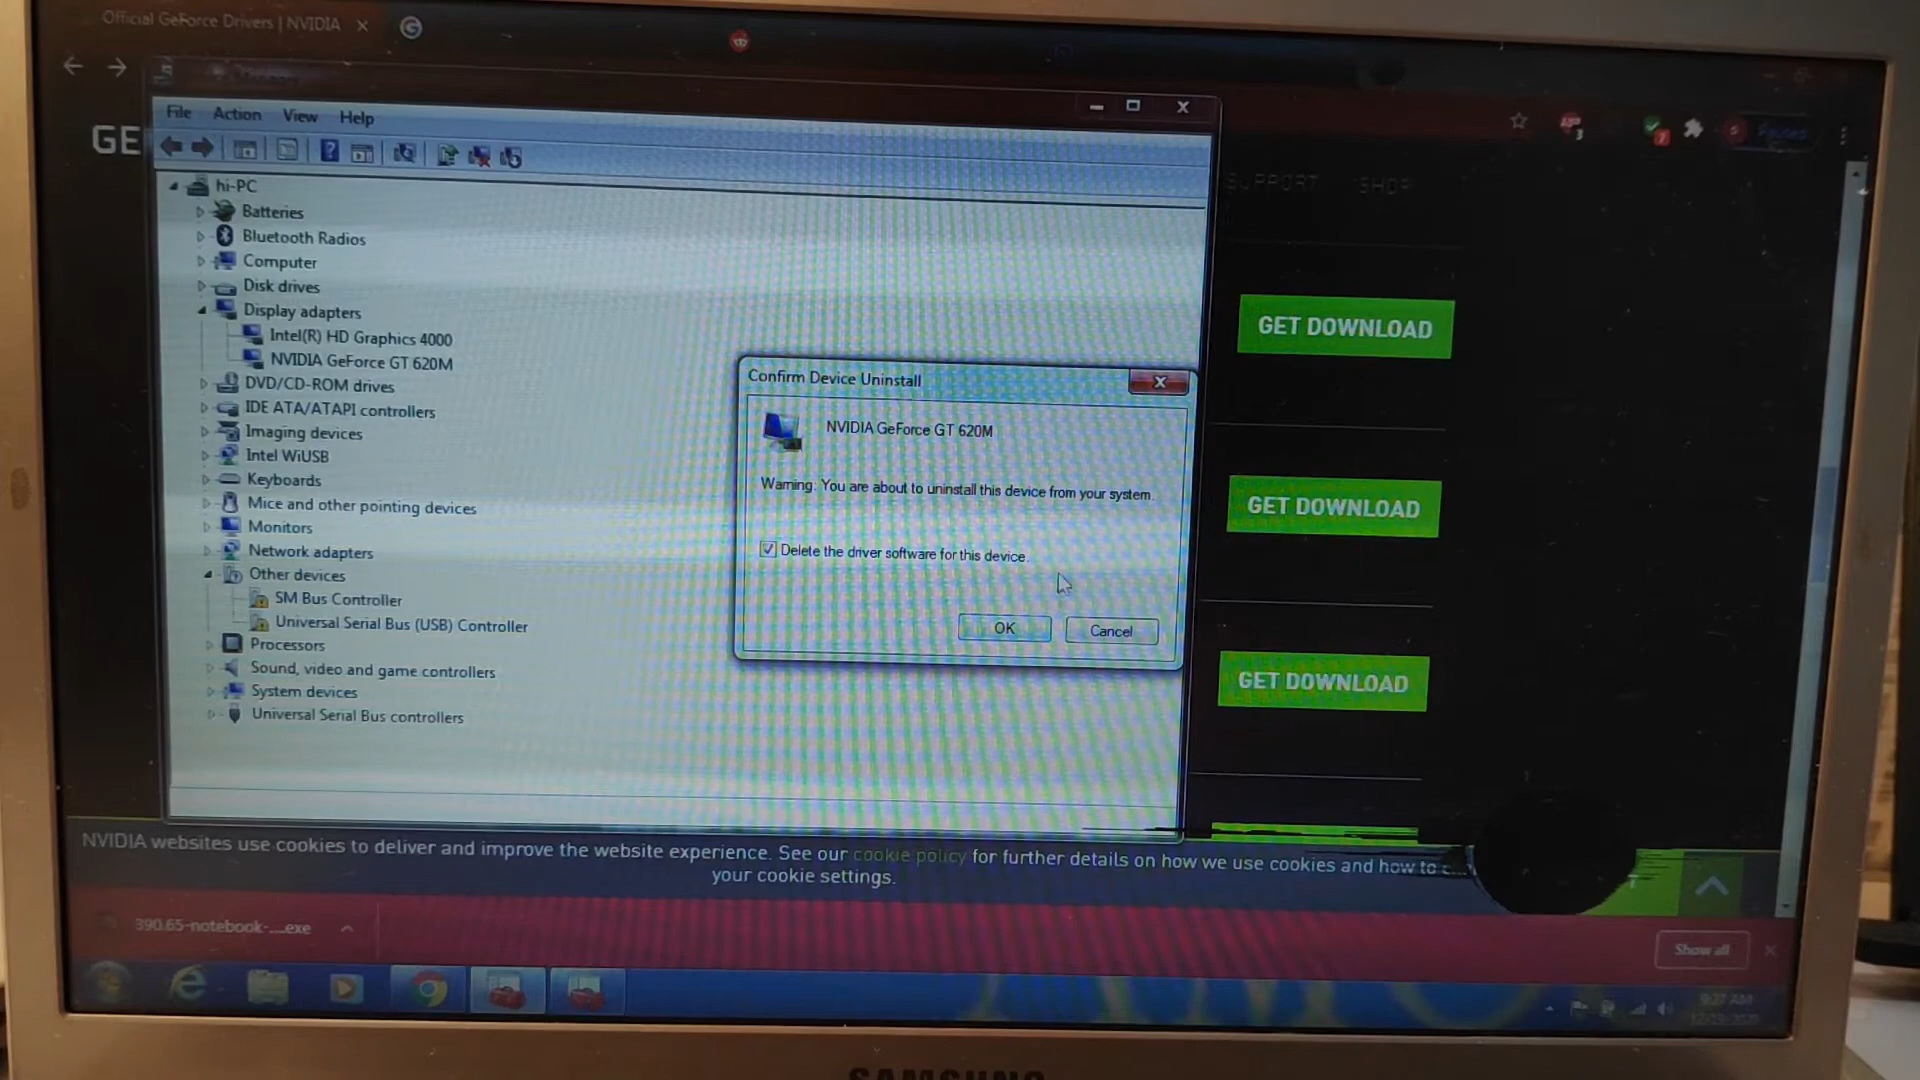 Official GeForce Drivers | NVIDIA
GE
SUPPORT SHOP
File Action View Help
hi-PC
Batteries
Bluetooth Radios
Computer
Disk drives
Display adapters
Intel(R) HD Graphics 4000
NVIDIA GeForce GT 620M
DVD/CD-ROM drives
IDE ATA/ATAPI controllers
Imaging devices
Intel WiUSB
Keyboards
Mice and other pointing devices
Monitors
Network adapters
Other devices
SM Bus Controller
Universal Serial Bus (USB) Controller
Processors
Sound, video and game controllers
System devices
Universal Serial Bus controllers
Confirm Device Uninstall
NVIDIA GeForce GT 620M
Warning: You are about to uninstall this device from your system.
Delete the driver software for this device.
OK Cancel
GET DOWNLOAD
GET DOWNLOAD
GET DOWNLOAD
NVIDIA websites use cookies to deliver and improve the website experience. See our cookie policy for further details on how we use cookies and how to
your cookie settings.
390.65-notebook-....exe
Show all
9:27 AM
SAMSUNG